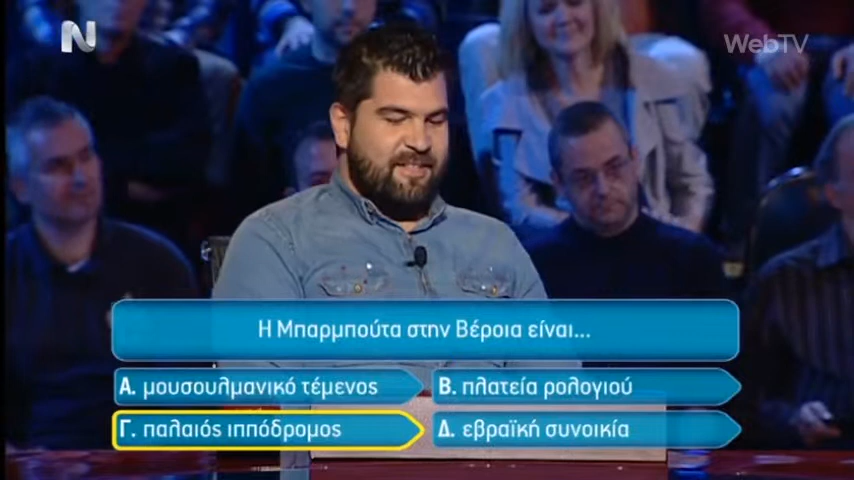 N
WebTV
Η Μπαρμπούτα στην Βέροια είναι...
Α. μουσουλμανικό τέμενος
Β. πλατεία ρολογιού
Γ. παλαιός ιππόδρομος
Δ. εβραϊκή συνοικία